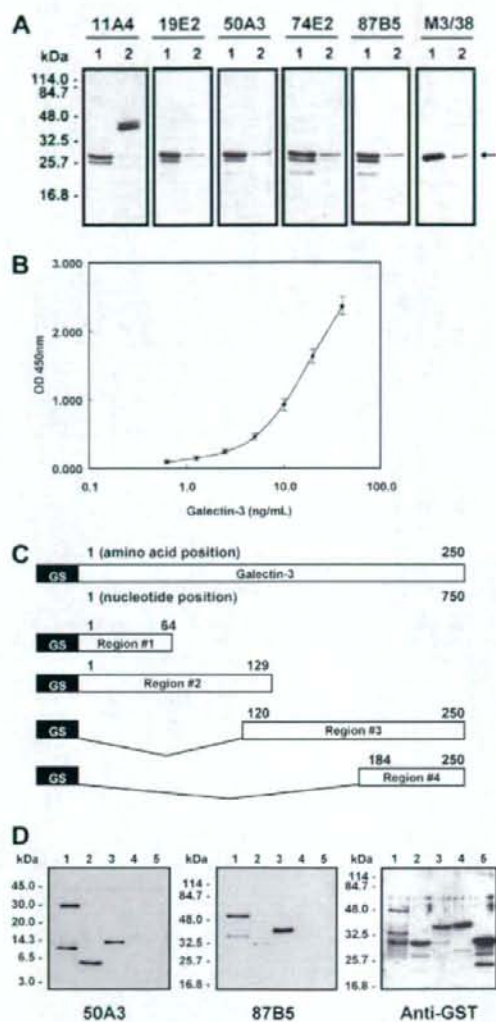 A
11A4 19E2 50A3 74E2 87B5 M3/38
kDa 1 2 1 2 1 2 1 2 1 2 1 2
114.0 -
84.7 -
48.0 -
32.5 -
25.7 -
16.8 -
B
3.000
2.000
1.000
0.000
OD 450nm
0.1 1.0 10.0 100.0
Galectin-3 (ng/mL)
C
1 (amino acid position) 250
GS Galectin-3
1 (nucleotide position) 750
1 64
GS Region #1
1 129
GS Region #2
120 250
GS Region #3
184 250
GS Region #4
D
kDa 1 2 3 4 5 kDa 1 2 3 4 5 kDa 1 2 3 4 5
45.0 -
30.0 -
20.0 -
14.3 -
6.5 -
3.0 -
114 -
84.7 -
48.0 -
32.5 -
25.7 -
16.8 -
114 -
84.7 -
48.0 -
32.5 -
25.7 -
16.8 -
50A3 87B5 Anti-GST